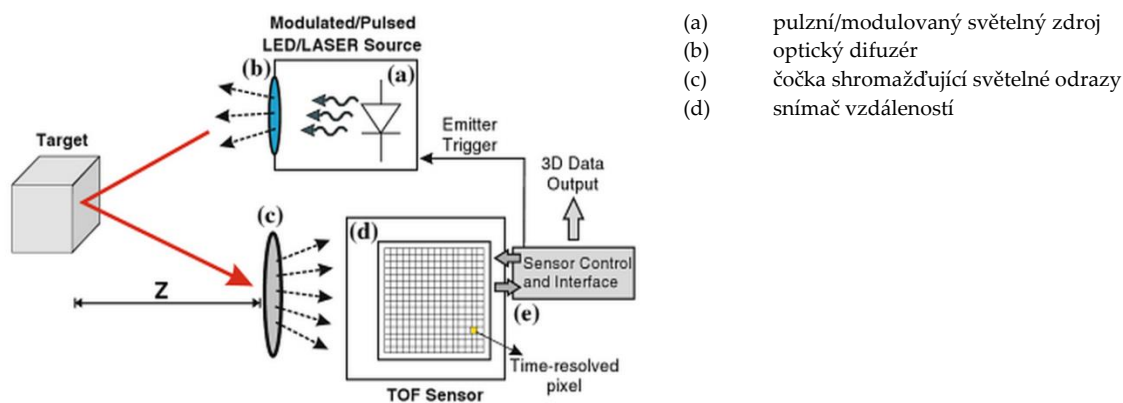 Modulated/Pulsed
LED/LASER Source
(b)
(a)
Target
Emitter
Trigger
3D Data
Output
(c)
(d)
Sensor Control
and Interface
Z
(e)
Time-resolved
pixel
TOF Sensor
(a) pulzní/modulovaný světelný zdroj
(b) optický difuzér
(c) čočka shromažďující světelné odrazy
(d) snímač vzdáleností